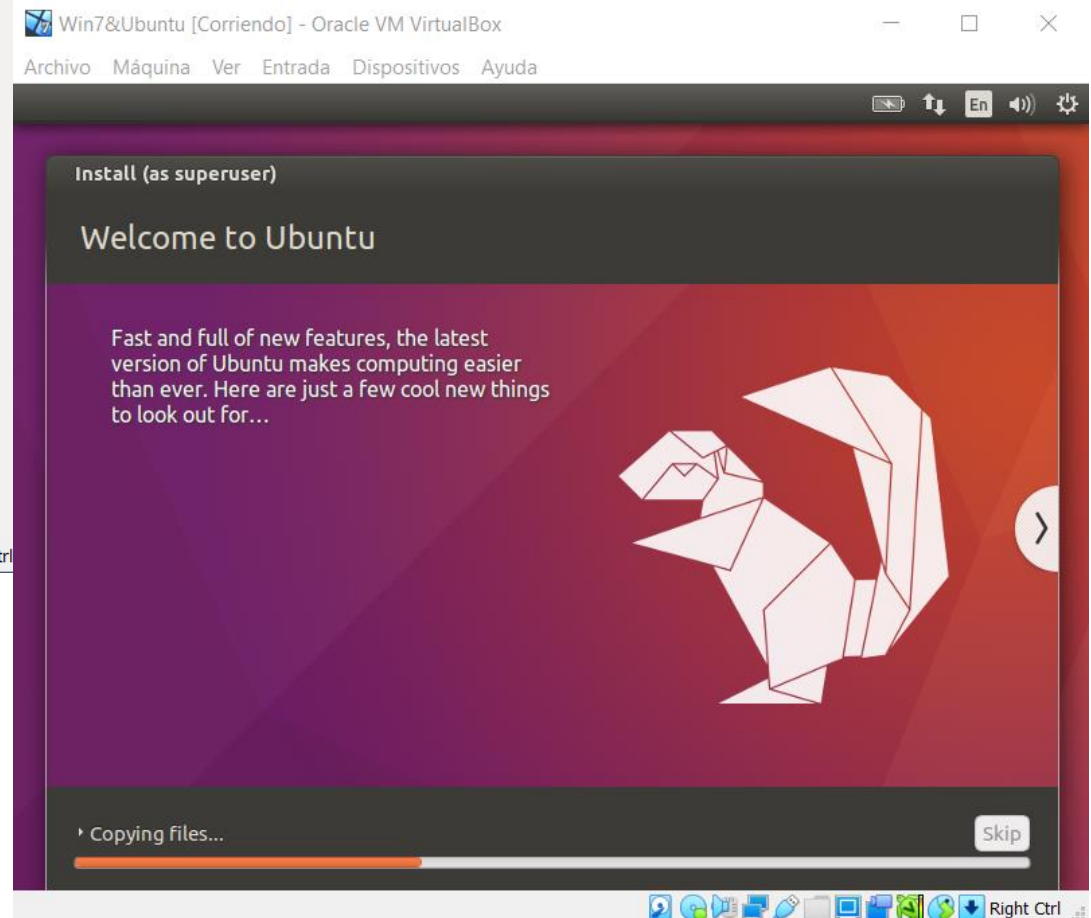 Win7&Ubuntu [Corriendo] - Oracle VM VirtualBox
Archivo Máquina Ver Entrada Dispositivos Ayuda
En
Install (as superuser)
Welcome to Ubuntu
Fast and full of new features, the latest
version of Ubuntu makes computing easier
than ever. Here are just a few cool new things
to look out for...
trl
Copying files...
Skip
Right Ctrl